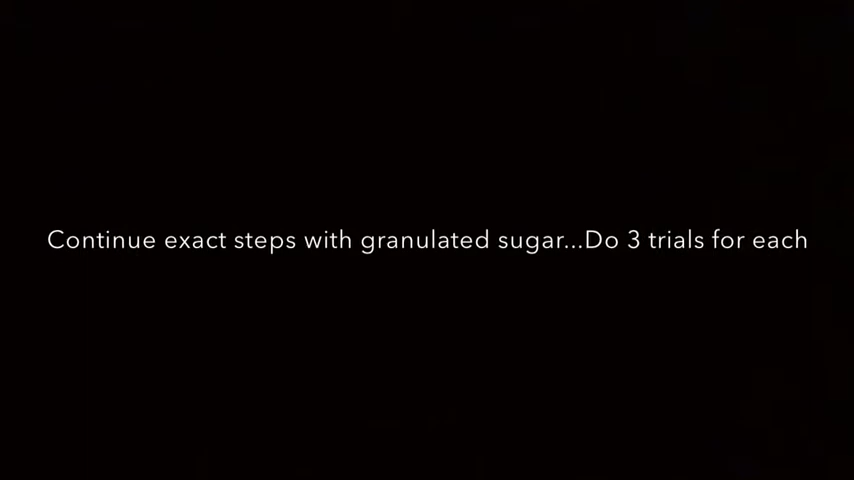 Continue exact steps with granulated sugar...Do 3 trials for each